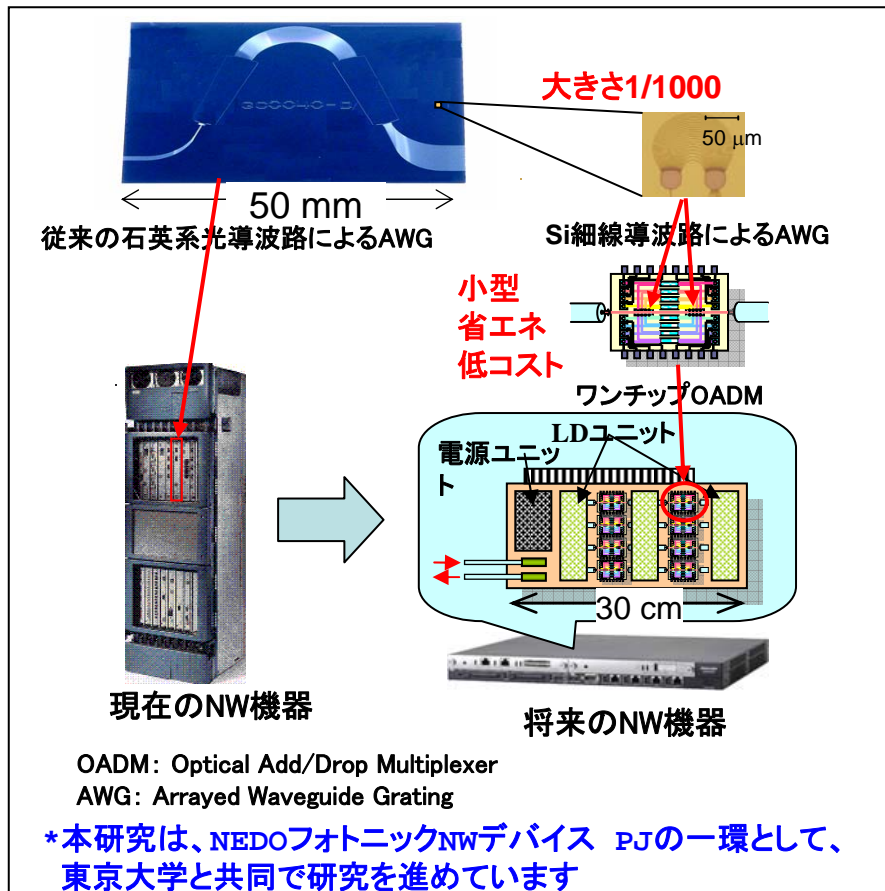 大きさ1/1000
50 μm
50 mm
従来の石英系光導波路によるAWG
Si細線導波路によるAWG
小型
省エネ
低コスト
ワンチップOADM
LDユニット
電源ユニッ
ト
30 cm
現在のNW機器
将来のNW機器
OADM: Optical Add/Drop Multiplexer
AWG: Arrayed Waveguide Grating
*本研究は、NEDOフォトニックNWデバイス PJの一環として、
東京大学と共同で研究を進めています